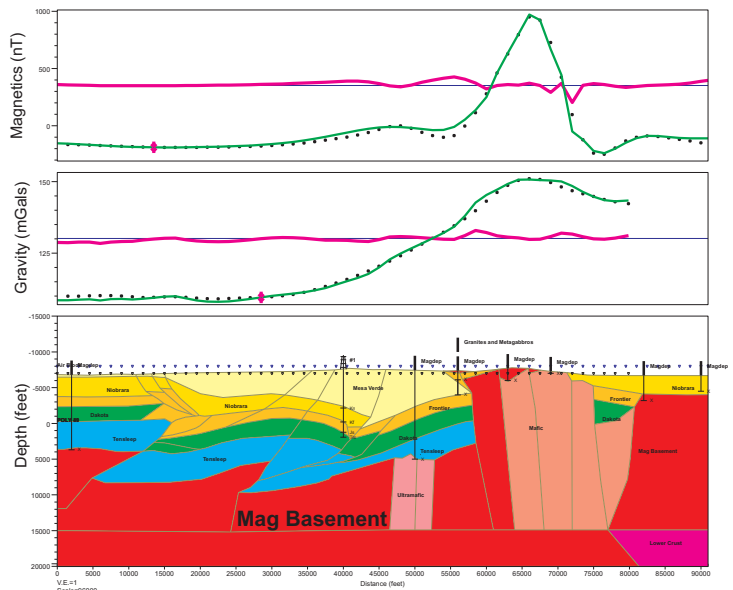 1000
500
0
Magnetics (nT)
150
125
Gravity (mGals)
-15000
-10000
-5000
0
5000
10000
15000
20000
Depth (feet)
Granites and Metagabbros
#1
Magdep
Magdep
Magdep
Magdep
Magdep
Magdep
Niobrara
Mesa Verde
Niobrara
Niobrara
Frontier
Frontier
Dakota
Dakota
Dakota
Tensleep
Tensleep
Tensleep
Mafic
Mag Basement
Ultramafic
Mag Basement
Lower Crust
0
5000
10000
15000
20000
25000
30000
35000
40000
45000
50000
55000
60000
65000
70000
75000
80000
85000
90000
V.E.=1
Distance (feet)